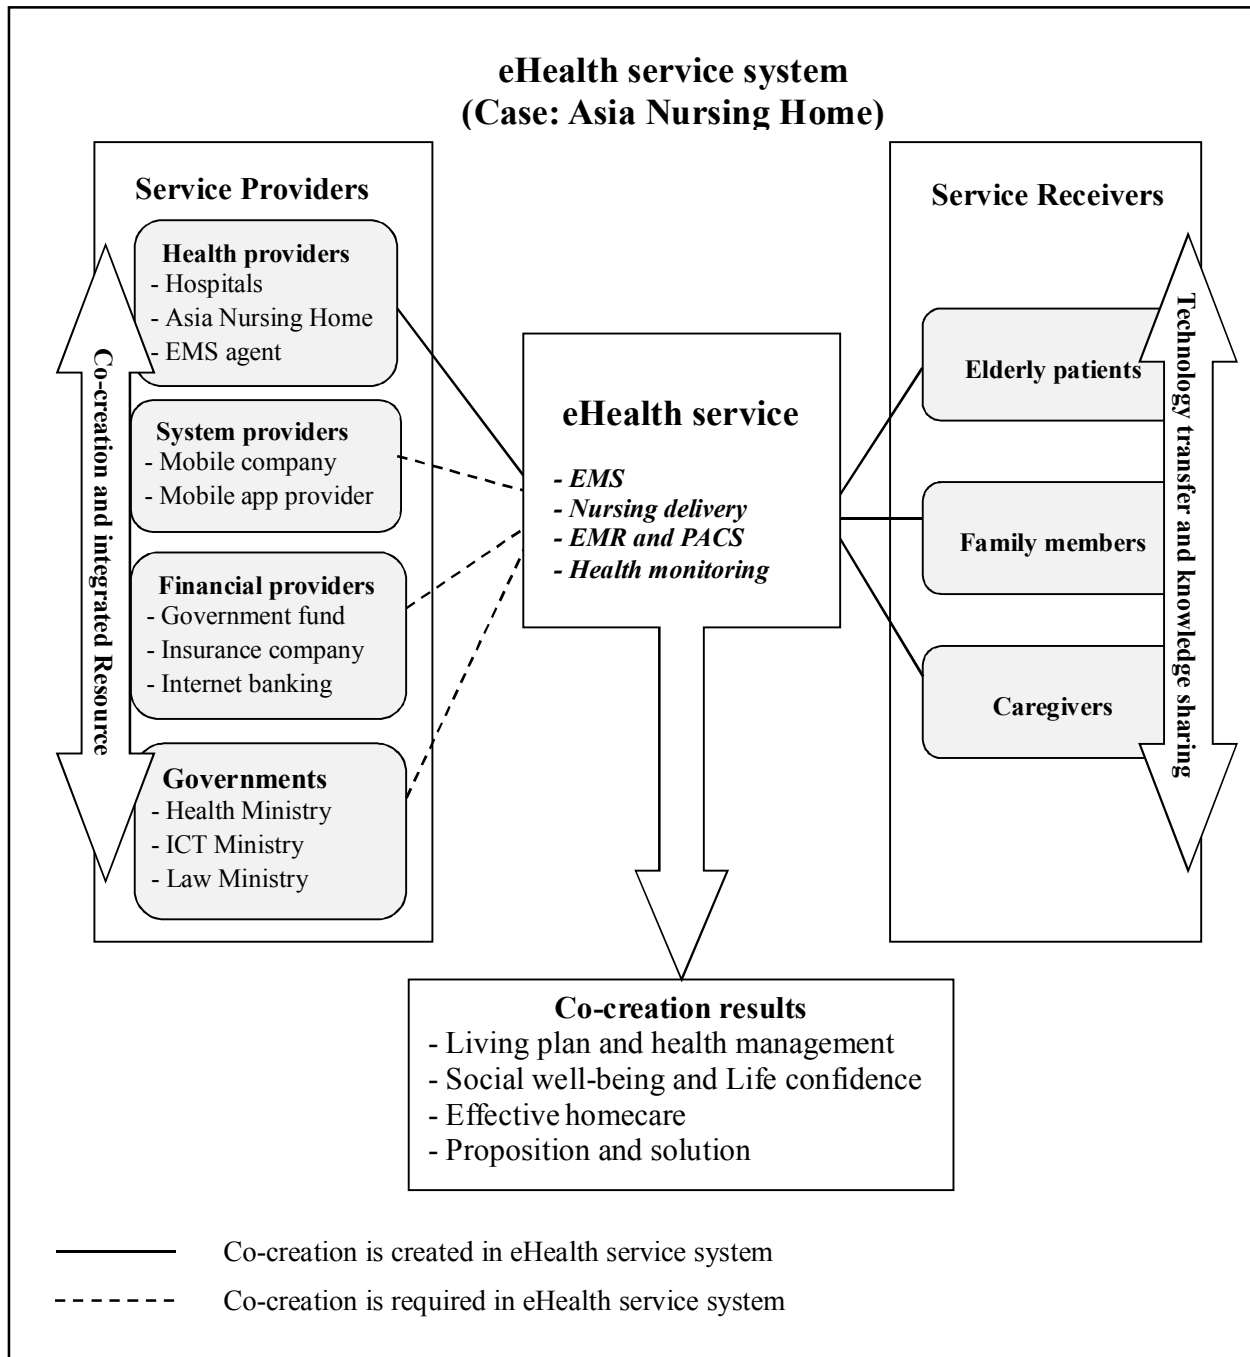 eHealth service system
(Case: Asia Nursing Home)
Service Providers
Health providers
- Hospitals
- Asia Nursing Home
- EMS agent
System providers
- Mobile company
- Mobile app provider
Financial providers
- Government fund
- Insurance company
- Internet banking
Governments
- Health Ministry
- ICT Ministry
- Law Ministry
Co-creation and integrated Resource
eHealth service
- EMS
- Nursing delivery
- EMR and PACS
- Health monitoring
Service Receivers
Elderly patients
Family members
Caregivers
Technology transfer and knowledge sharing
Co-creation results
- Living plan and health management
- Social well-being and Life confidence
- Effective homecare
- Proposition and solution
Co-creation is created in eHealth service system
Co-creation is required in eHealth service system